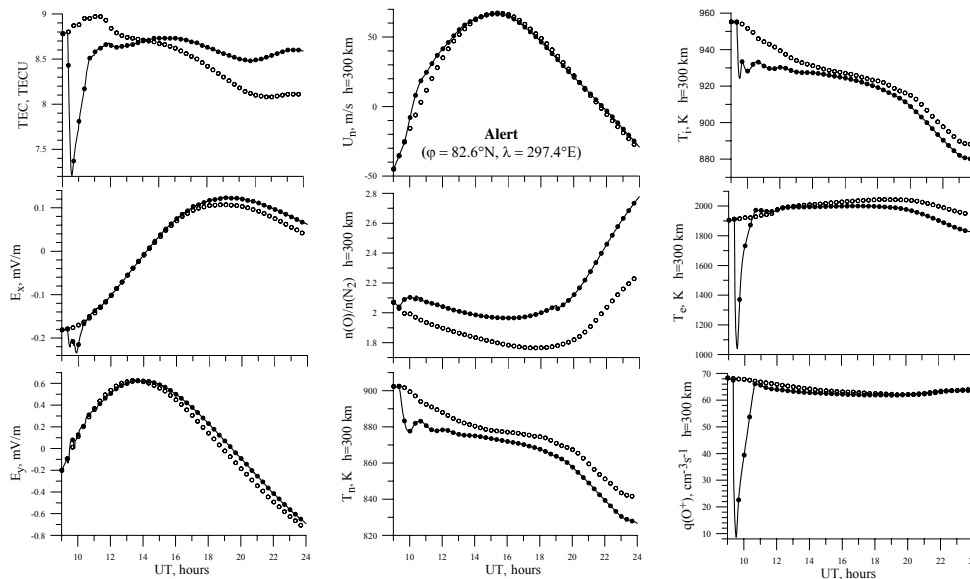 9
8.5
8
7.5
TEC, TECU
50
0
-50
U_n, m/s h=300 km
Alert
(φ = 82.6°N, λ = 297.4°E)
960
940
920
900
880
T_i, K h=300 km
0.1
0
-0.1
-0.2
E_x, mV/m
2.8
2.6
2.4
2.2
2
1.8
n(O)/n(N_2) h=300 km
2000
1800
1600
1400
1200
1000
T_e, K h=300 km
0.6
0.4
0.2
0
-0.2
-0.4
-0.6
-0.8
E_y, mV/m
10 12 14 16 18 20 22 24
UT, hours
900
880
860
840
820
T_n, K h=300 km
10 12 14 16 18 20 22 24
UT, hours
70
60
50
40
30
20
10
q(O⁺), cm⁻³s⁻¹ h=300 km
10 12 14 16 18 20 22 24
UT, hours